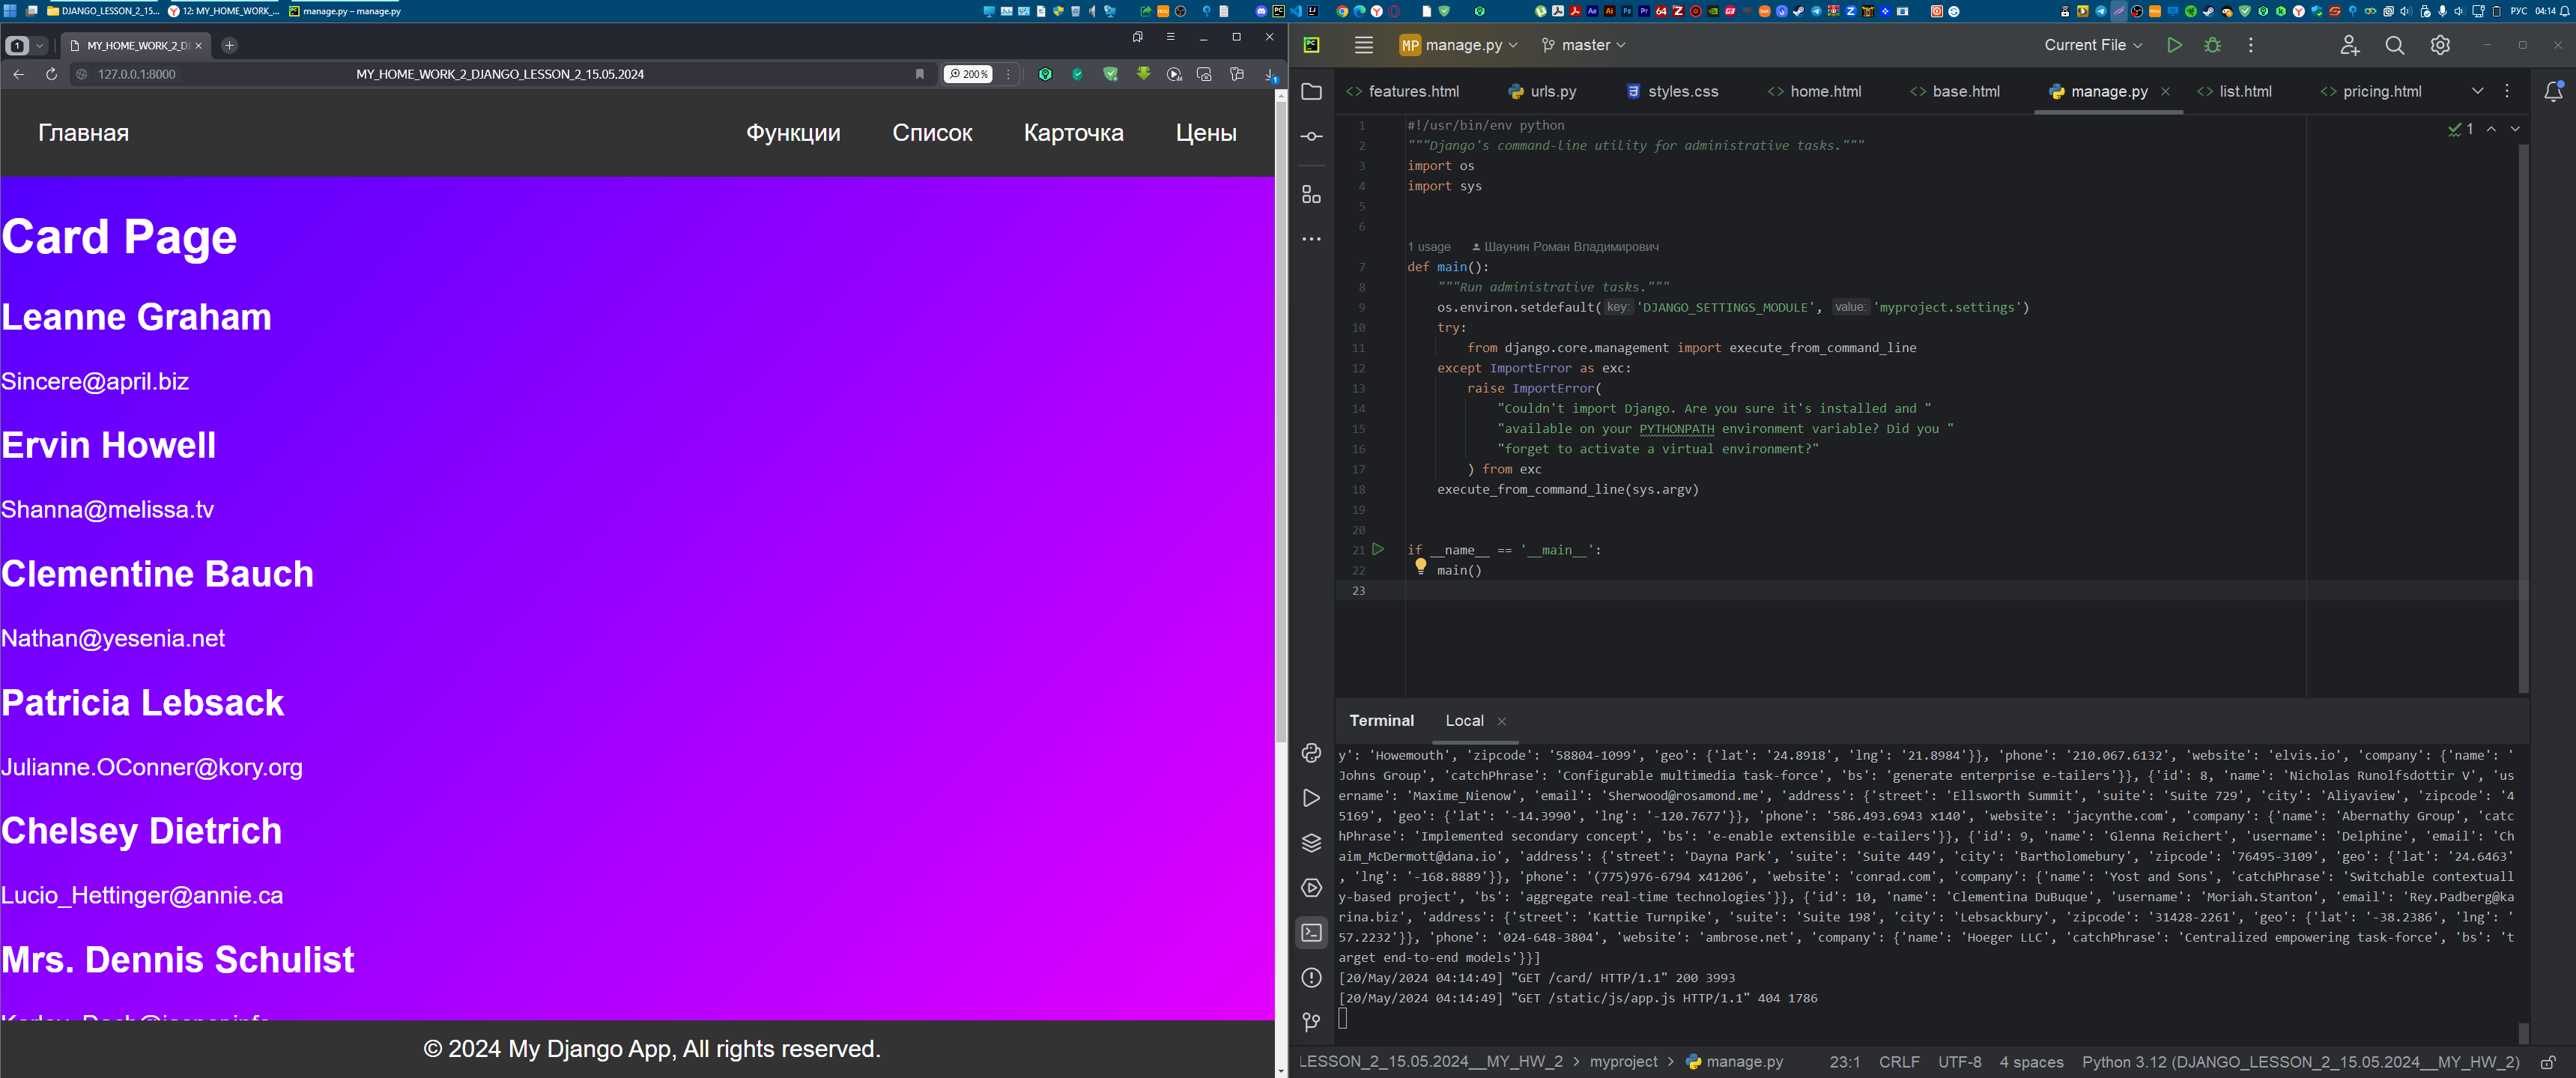 DJANGO_LESSON_2_15...
12: MY_HOME_WORK_...
manage.py – manage.py
РУС
04:14
1
MY_HOME_WORK_2_DJ
127.0.0.1:8000
MY_HOME_WORK_2_DJANGO_LESSON_2_15.05.2024
200 %
Главная
Функции
Список
Карточка
Цены
Card Page
Leanne Graham
Sincere@april.biz
Ervin Howell
Shanna@melissa.tv
Clementine Bauch
Nathan@yesenia.net
Patricia Lebsack
Julianne.OConner@kory.org
Chelsey Dietrich
Lucio_Hettinger@annie.ca
Mrs. Dennis Schulist
© 2024 My Django App, All rights reserved.
MP manage.py
master
Current File
features.html
urls.py
styles.css
home.html
base.html
manage.py
list.html
pricing.html
1
1 #!/usr/bin/env python
2 """Django's command-line utility for administrative tasks."""
3 import os
4 import sys
5
6
1 usage Шаунин Роман Владимирович
7 def main():
8 """Run administrative tasks."""
9 os.environ.setdefault( key: 'DJANGO_SETTINGS_MODULE', value: 'myproject.settings')
10 try:
11 from django.core.management import execute_from_command_line
12 except ImportError as exc:
13 raise ImportError(
14 "Couldn't import Django. Are you sure it's installed and "
15 "available on your PYTHONPATH environment variable? Did you "
16 "forget to activate a virtual environment?"
17 ) from exc
18 execute_from_command_line(sys.argv)
19
20
21 if __name__ == '__main__':
22 main()
23
Terminal
Local
y': 'Howemouth', 'zipcode': '58804-1099', 'geo': {'lat': '24.8918', 'lng': '21.8984'}}, 'phone': '210.067.6132', 'website': 'elvis.io', 'company': {'name': '
Johns Group', 'catchPhrase': 'Configurable multimedia task-force', 'bs': 'generate enterprise e-tailers'}}, {'id': 8, 'name': 'Nicholas Runolfsdottir V', 'us
ername': 'Maxime_Nienow', 'email': 'Sherwood@rosamond.me', 'address': {'street': 'Ellsworth Summit', 'suite': 'Suite 729', 'city': 'Aliyaview', 'zipcode': '4
5169', 'geo': {'lat': '-14.3990', 'lng': '-120.7677'}}, 'phone': '586.493.6943 x140', 'website': 'jacynthe.com', 'company': {'name': 'Abernathy Group', 'catc
hPhrase': 'Implemented secondary concept', 'bs': 'e-enable extensible e-tailers'}}, {'id': 9, 'name': 'Glenna Reichert', 'username': 'Delphine', 'email': 'Ch
aim_McDermott@dana.io', 'address': {'street': 'Dayna Park', 'suite': 'Suite 449', 'city': 'Bartholomebury', 'zipcode': '76495-3109', 'geo': {'lat': '24.6463'
, 'lng': '-168.8889'}}, 'phone': '(775)976-6794 x41206', 'website': 'conrad.com', 'company': {'name': 'Yost and Sons', 'catchPhrase': 'Switchable contextuall
y-based project', 'bs': 'aggregate real-time technologies'}}, {'id': 10, 'name': 'Clementina DuBuque', 'username': 'Moriah.Stanton', 'email': 'Rey.Padberg@ka
rina.biz', 'address': {'street': 'Kattie Turnpike', 'suite': 'Suite 198', 'city': 'Lebsackbury', 'zipcode': '31428-2261', 'geo': {'lat': '-38.2386', 'lng': '
57.2232'}}, 'phone': '024-648-3804', 'website': 'ambrose.net', 'company': {'name': 'Hoeger LLC', 'catchPhrase': 'Centralized empowering task-force', 'bs': 't
arget end-to-end models'}}]
[20/May/2024 04:14:49] "GET /card/ HTTP/1.1" 200 3993
[20/May/2024 04:14:49] "GET /static/js/app.js HTTP/1.1" 404 1786
LESSON_2_15.05.2024__MY_HW_2 > myproject > manage.py
23:1 CRLF UTF-8 4 spaces Python 3.12 (DJANGO_LESSON_2_15.05.2024__MY_HW_2)